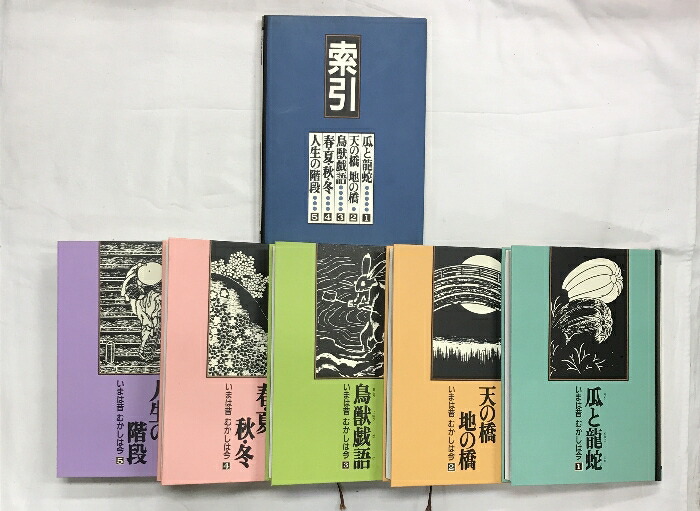 索引
瓜と龍蛇……1
天の橋 地の橋…2
鳥獣戯語……3
春・夏・秋・冬……4
人生の階段……5
瓜と龍蛇
いまは昔 むかしは今 1
天の橋
地の橋
いまは昔 むかしは今 2
鳥獣戯語
いまは昔 むかしは今 3
春・夏
秋・冬
いまは昔 むかしは今 4
人生の
階段
いまは昔 むかしは今 5